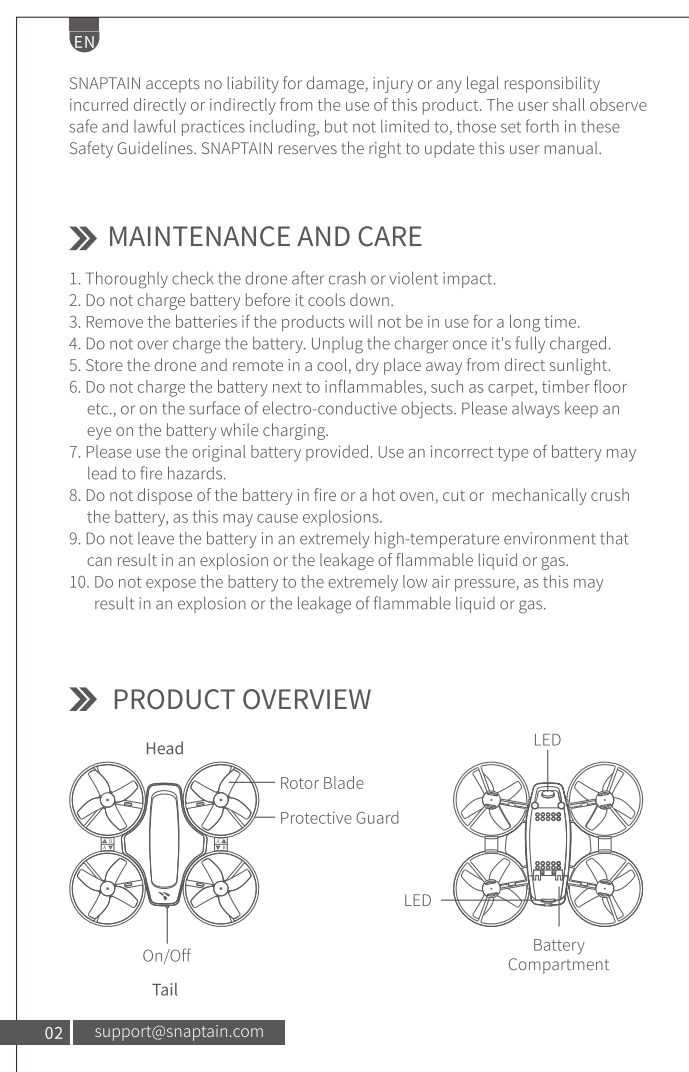 EN
SNAPTAIN accepts no liability for damage, injury or any legal responsibility
incurred directly or indirectly from the use of this product. The user shall observe
safe and lawful practices including, but not limited to, those set forth in these
Safety Guidelines. SNAPTAIN reserves the right to update this user manual.
MAINTENANCE AND CARE
1. Thoroughly check the drone after crash or violent impact.
2. Do not charge battery before it cools down.
3. Remove the batteries if the products will not be in use for a long time.
4. Do not over charge the battery. Unplug the charger once it's fully charged.
5. Store the drone and remote in a cool, dry place away from direct sunlight.
6. Do not charge the battery next to inflammables, such as carpet, timber floor
etc., or on the surface of electro-conductive objects. Please always keep an
eye on the battery while charging.
7. Please use the original battery provided. Use an incorrect type of battery may
lead to fire hazards.
8. Do not dispose of the battery in fire or a hot oven, cut or mechanically crush
the battery, as this may cause explosions.
9. Do not leave the battery in an extremely high-temperature environment that
can result in an explosion or the leakage of flammable liquid or gas.
10. Do not expose the battery to the extremely low air pressure, as this may
result in an explosion or the leakage of flammable liquid or gas.
PRODUCT OVERVIEW
Head
Rotor Blade
Protective Guard
On/Off
Tail
LED
LED
Battery
Compartment
02
support@snaptain.com